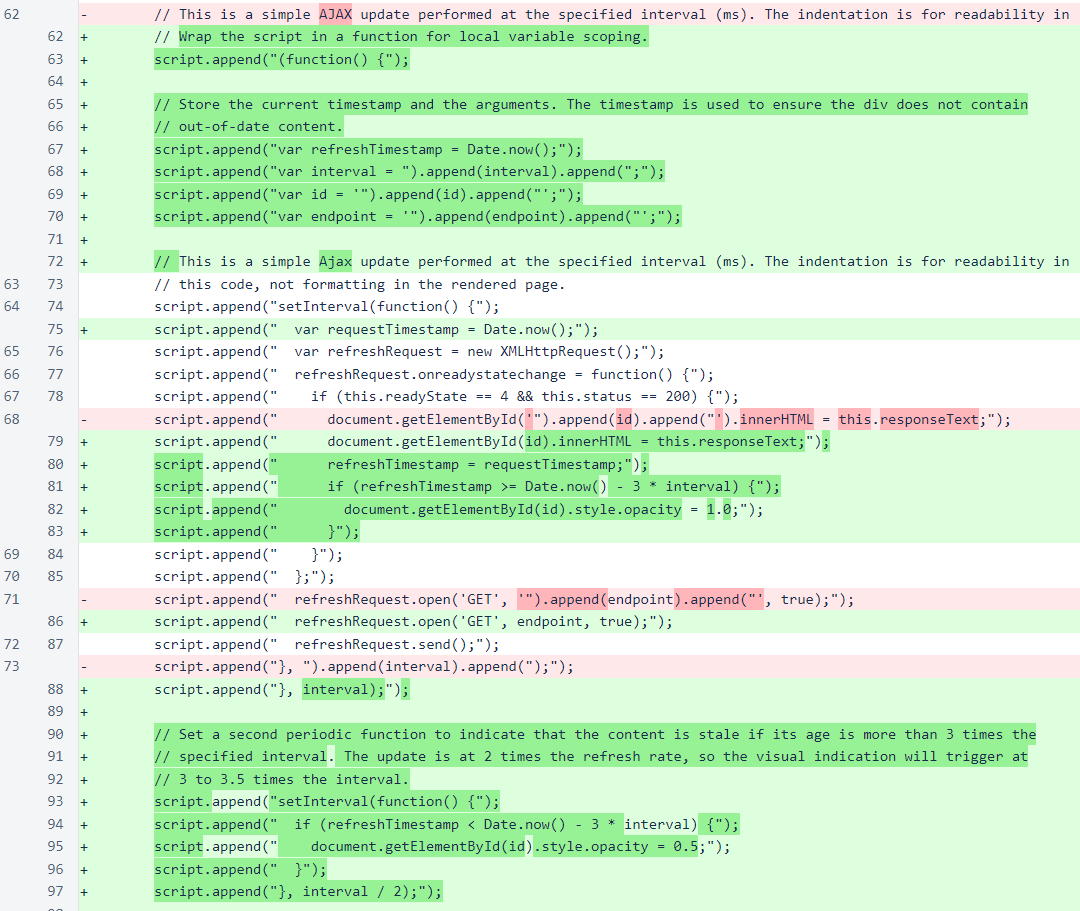 62 - // This is a simple AJAX update performed at the specified interval (ms). The indentation is for readability in
62 + // Wrap the script in a function for local variable scoping.
63 + script.append("(function() {");
64 +
65 + // Store the current timestamp and the arguments. The timestamp is used to ensure the div does not contain
66 + // out-of-date content.
67 + script.append("var refreshTimestamp = Date.now();");
68 + script.append("var interval = ").append(interval).append(";");
69 + script.append("var id = '").append(id).append("';");
70 + script.append("var endpoint = '").append(endpoint).append("';");
71 +
72 + // This is a simple Ajax update performed at the specified interval (ms). The indentation is for readability in
63 73 // this code, not formatting in the rendered page.
64 74 script.append("setInterval(function() {");
75 + script.append("  var requestTimestamp = Date.now();");
65 76 script.append("  var refreshRequest = new XMLHttpRequest();");
66 77 script.append("  refreshRequest.onreadystatechange = function() {");
67 78 script.append("    if (this.readyState == 4 && this.status == 200) {");
68 - script.append("      document.getElementById('").append(id).append("').innerHTML = this.responseText;");
79 + script.append("      document.getElementById(id).innerHTML = this.responseText;");
80 + script.append("      refreshTimestamp = requestTimestamp;");
81 + script.append("      if (refreshTimestamp >= Date.now() - 3 * interval) {");
82 + script.append("        document.getElementById(id).style.opacity = 1.0;");
83 + script.append("      }");
69 84 script.append("    }");
70 85 script.append("  };");
71 - script.append("  refreshRequest.open('GET', '").append(endpoint).append("', true);");
86 + script.append("  refreshRequest.open('GET', endpoint, true);");
72 87 script.append("  refreshRequest.send();");
73 - script.append("}, ").append(interval).append(");");
88 + script.append("}, interval);");
89 +
90 + // Set a second periodic function to indicate that the content is stale if its age is more than 3 times the
91 + // specified interval. The update is at 2 times the refresh rate, so the visual indication will trigger at
92 + // 3 to 3.5 times the interval.
93 + script.append("setInterval(function() {");
94 + script.append("  if (refreshTimestamp < Date.now() - 3 * interval) {");
95 + script.append("    document.getElementById(id).style.opacity = 0.5;");
96 + script.append("  }");
97 + script.append("}, interval / 2);");